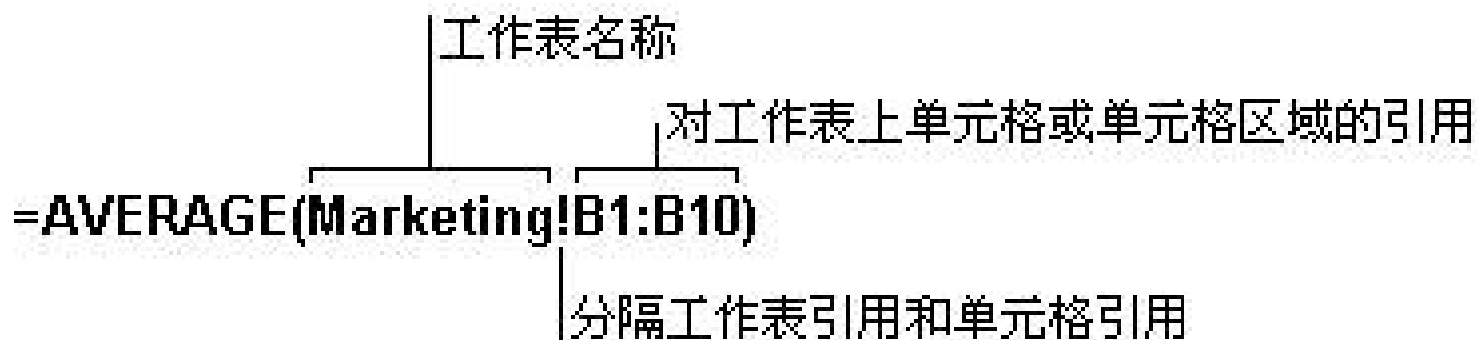 工作表名称
对工作表上单元格或单元格区域的引用
=AVERAGE(Marketing!B1:B10)
分隔工作表引用和单元格引用